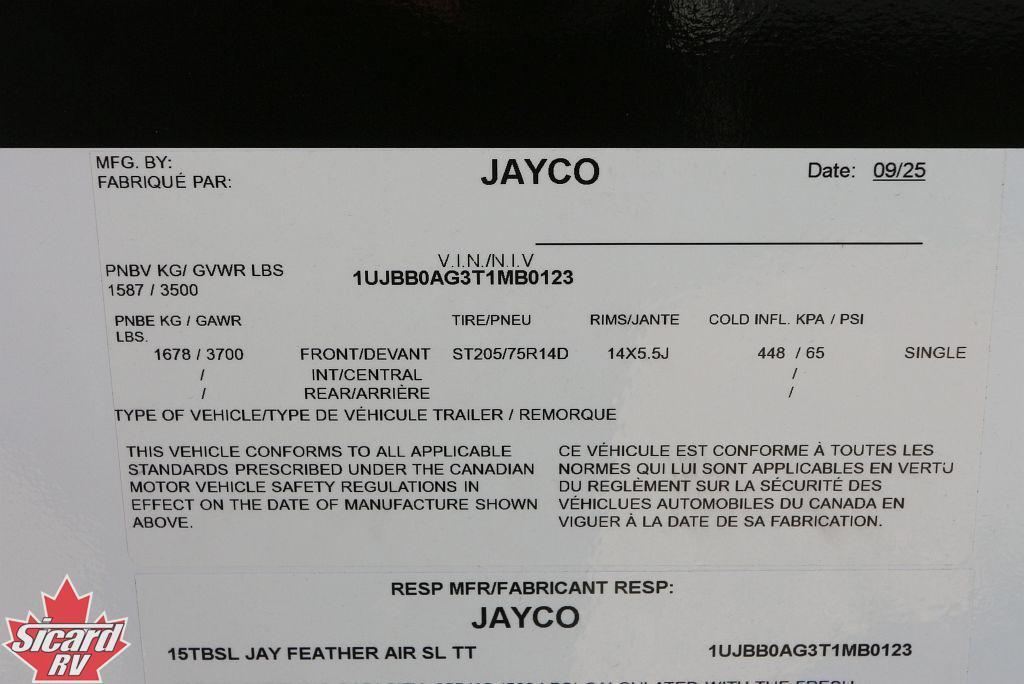 MFG. BY:
FABRIQUÉ PAR:
JAYCO
Date: 09/25
V.I.N./N.I.V
1UJBB0AG3T1MB0123
PNBV KG/ GVWR LBS
1587 / 3500
PNBE KG / GAWR LBS. TIRE/PNEU RIMS/JANTE COLD INFL. KPA / PSI
1678 / 3700 FRONT/DEVANT ST205/75R14D 14X5.5J 448 / 65 SINGLE
/ INT/CENTRAL /
/ REAR/ARRIÈRE /
TYPE OF VEHICLE/TYPE DE VÉHICULE TRAILER / REMORQUE
THIS VEHICLE CONFORMS TO ALL APPLICABLE
STANDARDS PRESCRIBED UNDER THE CANADIAN
MOTOR VEHICLE SAFETY REGULATIONS IN
EFFECT ON THE DATE OF MANUFACTURE SHOWN
ABOVE.
CE VÉHICULE EST CONFORME À TOUTES LES
NORMES QUI LUI SONT APPLICABLES EN VERTU
DU REGLÈMENT SUR LA SÉCURITÉ DES
VÉHICLUES AUTOMOBILES DU CANADA EN
VIGUER À LA DATE DE SA FABRICATION.
RESP MFR/FABRICANT RESP:
JAYCO
15TBSL JAY FEATHER AIR SL TT 1UJBB0AG3T1MB0123
CALCULATED WITH THE FRESH
Sicard
RV